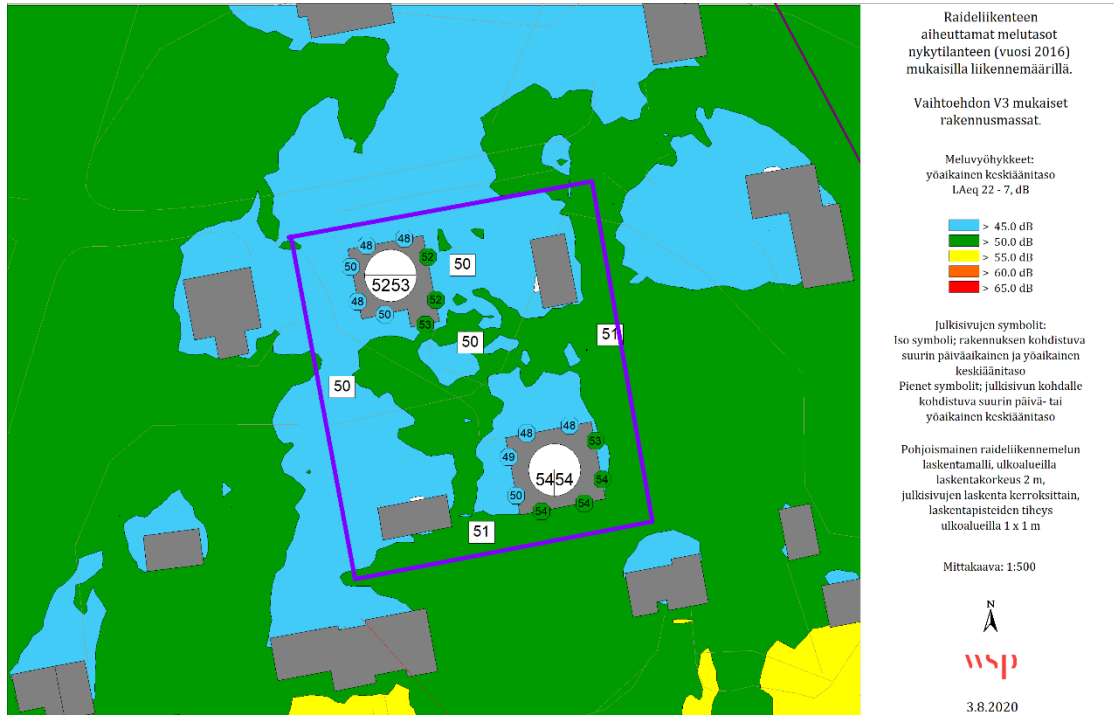 Raideliikenteen
aiheuttamat melutasot
nykytilanteen (vuosi 2016)
mukaisilla liikennemäärillä.
Vaihtoehdon V3 mukaiset
rakennusmassat.
Meluvyöhykkeet:
yöaikainen keskiäänitaso
LAeq 22 - 7, dB
> 45.0 dB
> 50.0 dB
> 55.0 dB
> 60.0 dB
> 65.0 dB
Julkisivujen symbolit:
Iso symboli; rakennuksen kohdistuva
suurin päiväaikainen ja yöaikainen
keskiäänitaso
Pienet symbolit; julkisivun kohdalle
kohdistuva suurin päivä- tai
yöaikainen keskiäänitaso
Pohjoismainen raideliikennemelun
laskentamalli, ulkoalueilla
laskentakorkeus 2 m,
julkisivujen laskenta kerroksittain,
laskentapisteiden tiheys
ulkoalueilla 1 x 1 m
Mittakaava: 1:500
N
wsp
3.8.2020
48
48
52
50
50
5253
48
52
50
53
50
51
50
48
48
53
49
5454
54
50
54
54
51